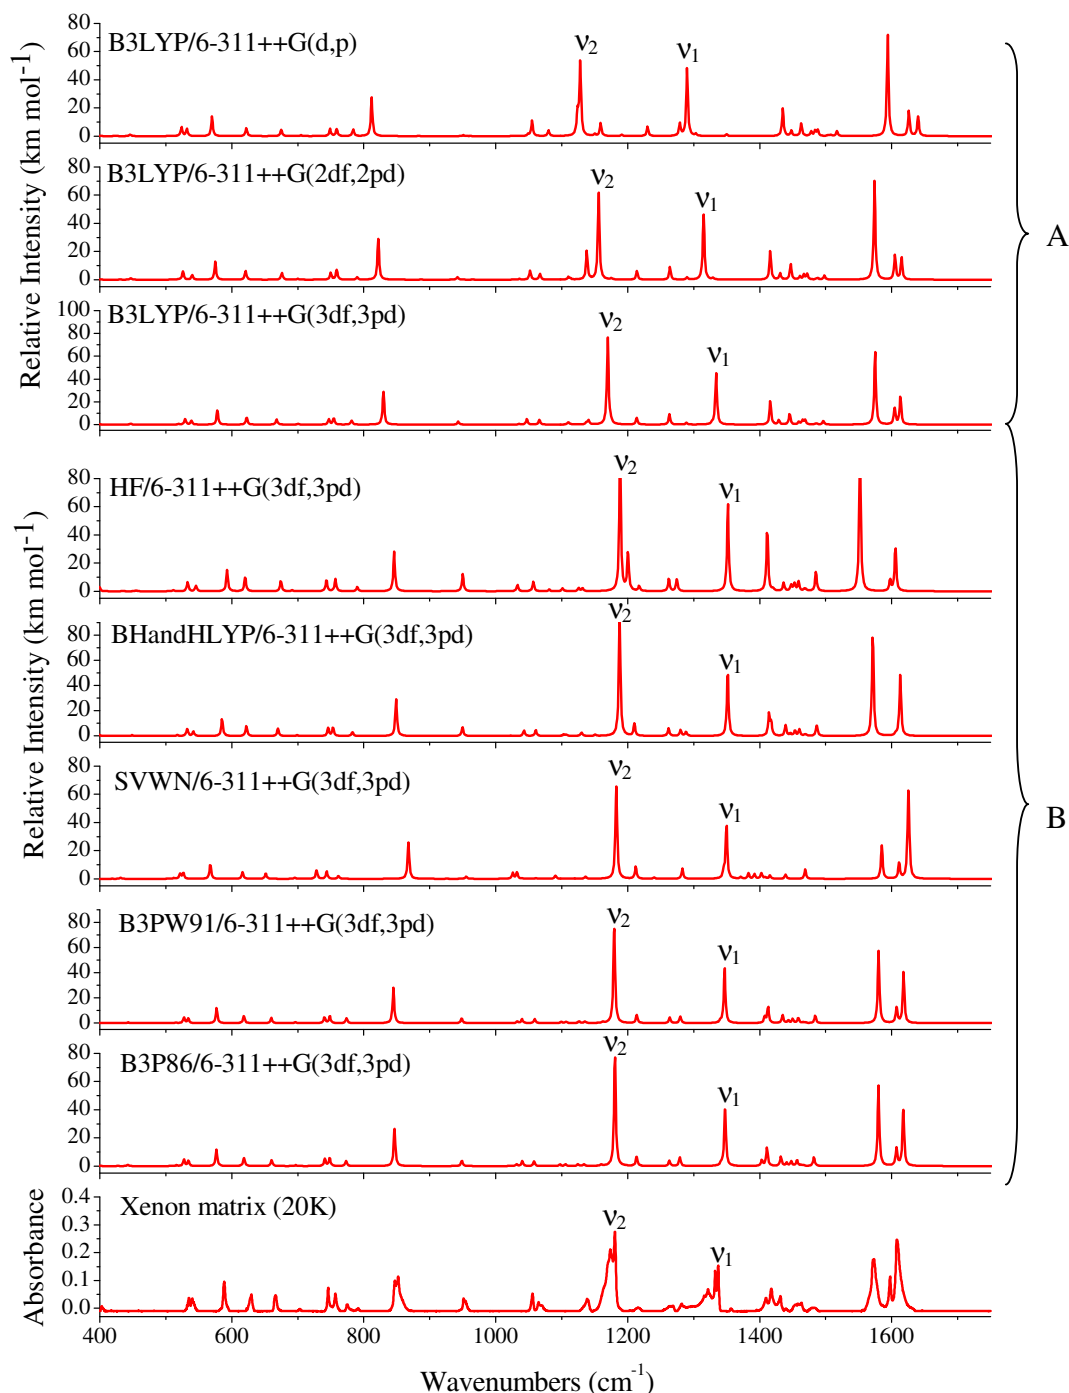 Relative Intensity (km mol-1)
Relative Intensity (km mol-1)
Absorbance
B3LYP/6-311++G(d,p)
80
60
40
20
0
ν2
ν1
B3LYP/6-311++G(2df,2pd)
80
60
40
20
0
ν2
ν1
A
B3LYP/6-311++G(3df,3pd)
100
80
60
40
20
0
ν2
ν1
HF/6-311++G(3df,3pd)
80
60
40
20
0
ν2
ν1
BHandHLYP/6-311++G(3df,3pd)
80
60
40
20
0
ν2
ν1
SVWN/6-311++G(3df,3pd)
80
60
40
20
0
ν2
ν1
B
B3PW91/6-311++G(3df,3pd)
80
60
40
20
0
ν2
ν1
B3P86/6-311++G(3df,3pd)
80
60
40
20
0
ν2
ν1
Xenon matrix (20K)
0.4
0.3
0.2
0.1
0.0
ν2
ν1
400 600 800 1000 1200 1400 1600
Wavenumbers (cm-1)